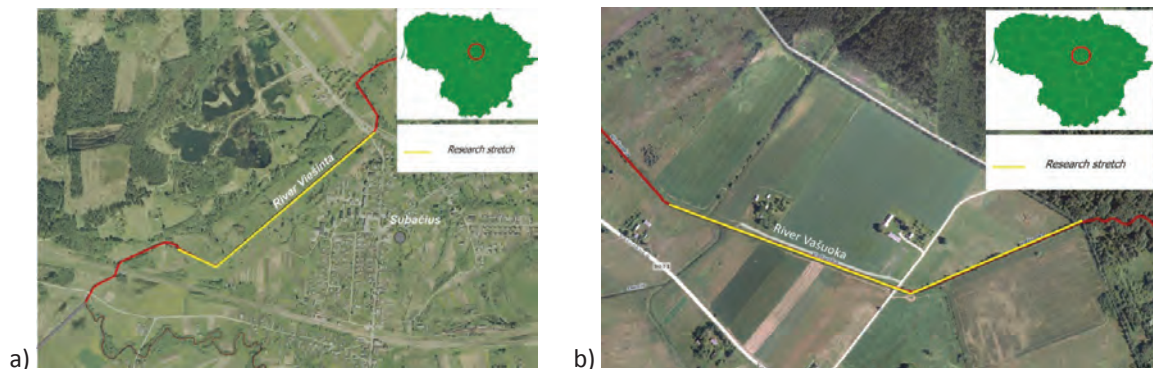 River Viešinta
Subačius
Research stretch
a)
River Vašuoka
Research stretch
b)